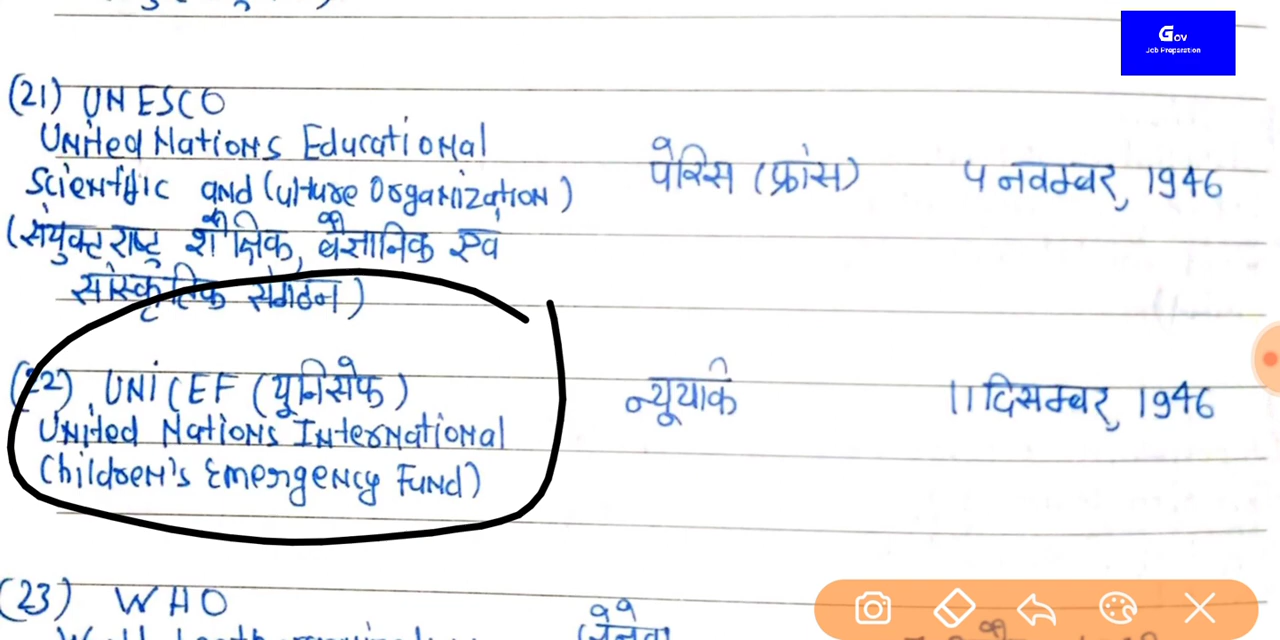 Gov
Job Preparation
(21) UNESCO
United Nations Educational
Scientific and Culture Organization)
पेरिस (फ्रांस)
4 नवम्बर, 1946
(संयुक्त राष्ट्र शैक्षिक, वैज्ञानिक एव
सांस्कृतिक संगठन)
(22) UNICEF (यूनिसेफ)
न्यूयार्क
11 दिसम्बर, 1946
United Nations International
Children's Emergency Fund)
(23) WHO